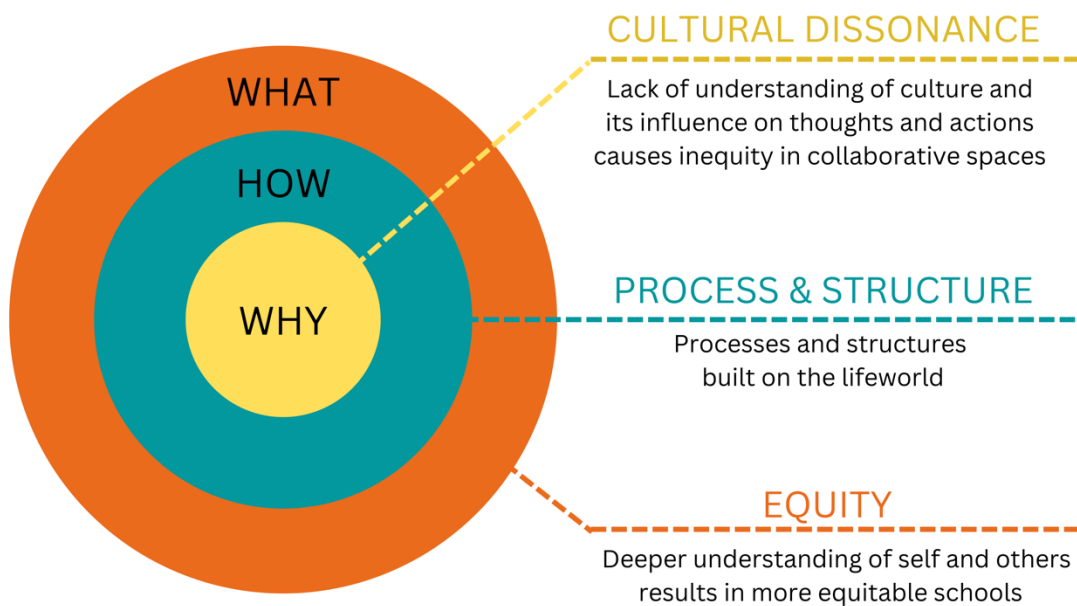 WHAT
HOW
WHY
CULTURAL DISSONANCE
Lack of understanding of culture and
its influence on thoughts and actions
causes inequity in collaborative spaces
PROCESS & STRUCTURE
Processes and structures
built on the lifeworld
EQUITY
Deeper understanding of self and others
results in more equitable schools